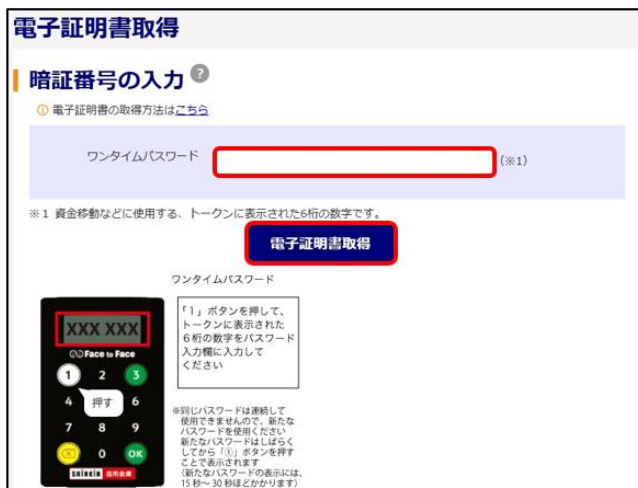 電子証明書取得
暗証番号の入力 ?
① 電子証明書の取得方法はこちら
ワンタイムパスワード
(※1)
※1 資金移動などに使用する、トークンに表示された6桁の数字です。
電子証明書取得
ワンタイムパスワード
XXX XXX
Face to Face
1 2 3
4 押す 6
7 8 9
0 OK
SHINKIN 信用金庫
「1」ボタンを押して、
トークンに表示された
6桁の数字をパスワード
入力欄に入力して
ください
※同じパスワードは連続して
使用できませんので、新たな
パスワードを使用ください
新たなパスワードはしばらく
してから「①」ボタンを押す
ことで表示されます
(新たなパスワードの表示には、
15秒~30秒ほどかかります)